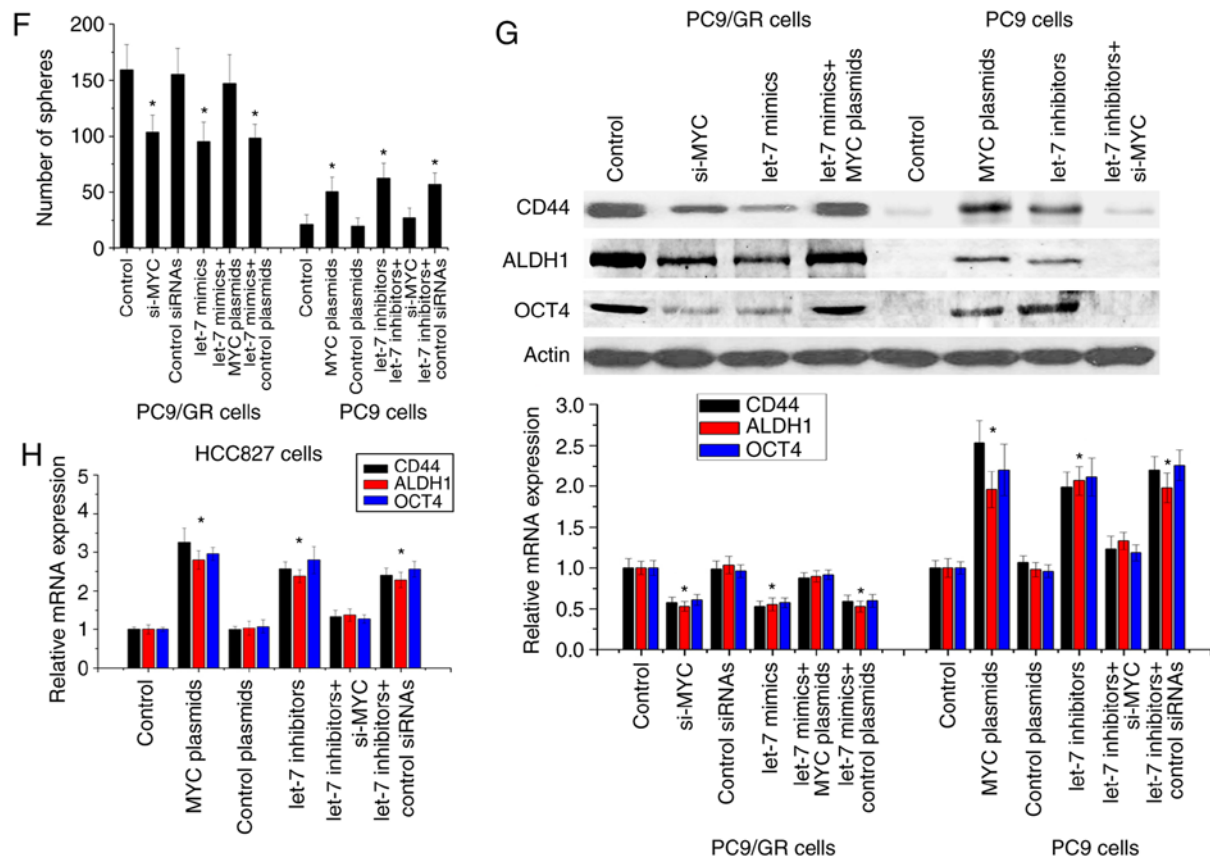 F
Number of spheres
200
150
100
50
0
Control
si-MYC
Control siRNAs
let-7 mimics
let-7 mimics+
MYC plasmids
let-7 mimics+
control plasmids
Control
MYC plasmids
Control plasmids
let-7 inhibitors
let-7 inhibitors+
si-MYC
let-7 inhibitors+
control siRNAs
* * * * * *
PC9/GR cells
PC9 cells
G
PC9/GR cells
PC9 cells
Control
si-MYC
let-7 mimics
let-7 mimics+
MYC plasmids
Control
MYC plasmids
let-7 inhibitors
let-7 inhibitors+
si-MYC
CD44
ALDH1
OCT4
Actin
Relative mRNA expression
3.0
2.5
2.0
1.5
1.0
0.5
0.0
CD44
ALDH1
OCT4
* * * * * *
Control
si-MYC
Control siRNAs
let-7 mimics
let-7 mimics+
MYC plasmids
let-7 mimics+
control plasmids
Control
MYC plasmids
Control plasmids
let-7 inhibitors
let-7 inhibitors+
si-MYC
let-7 inhibitors+
control siRNAs
PC9/GR cells
PC9 cells
H
HCC827 cells
CD44
ALDH1
OCT4
Relative mRNA expression
5
4
3
2
1
0
* * *
Control
MYC plasmids
Control plasmids
let-7 inhibitors
let-7 inhibitors+
si-MYC
let-7 inhibitors+
control siRNAs